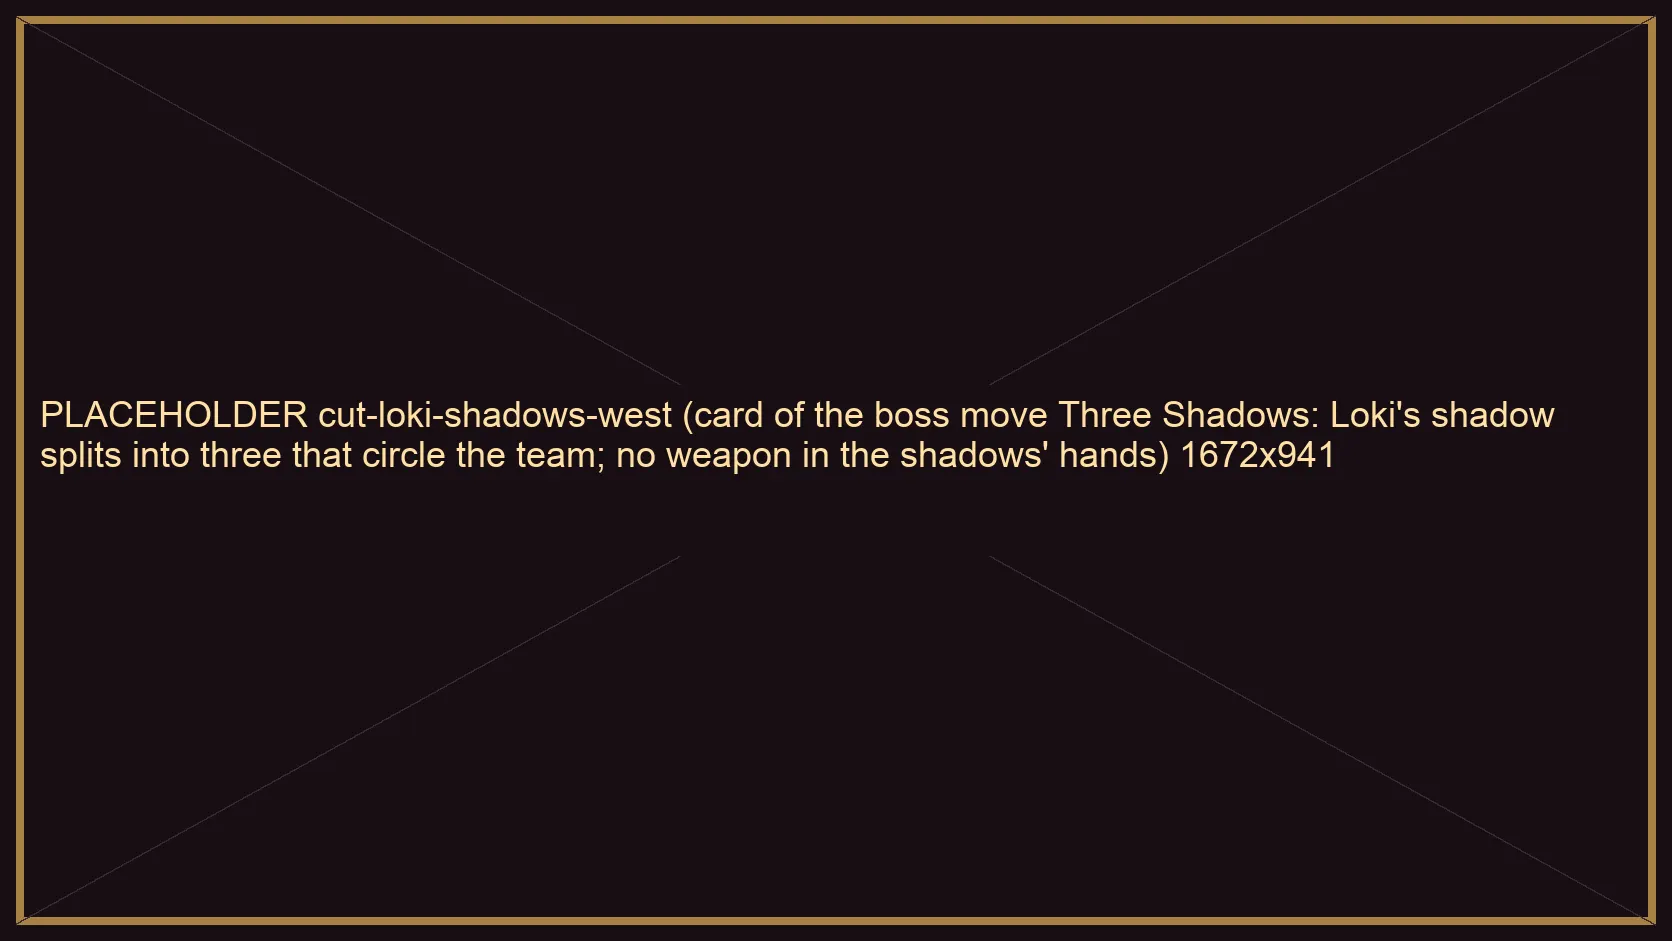 PLACEHOLDER cut-loki-shadows-west (card of the boss move Three Shadows: Loki's shadow
splits into three that circle the team; no weapon in the shadows' hands) 1672x941